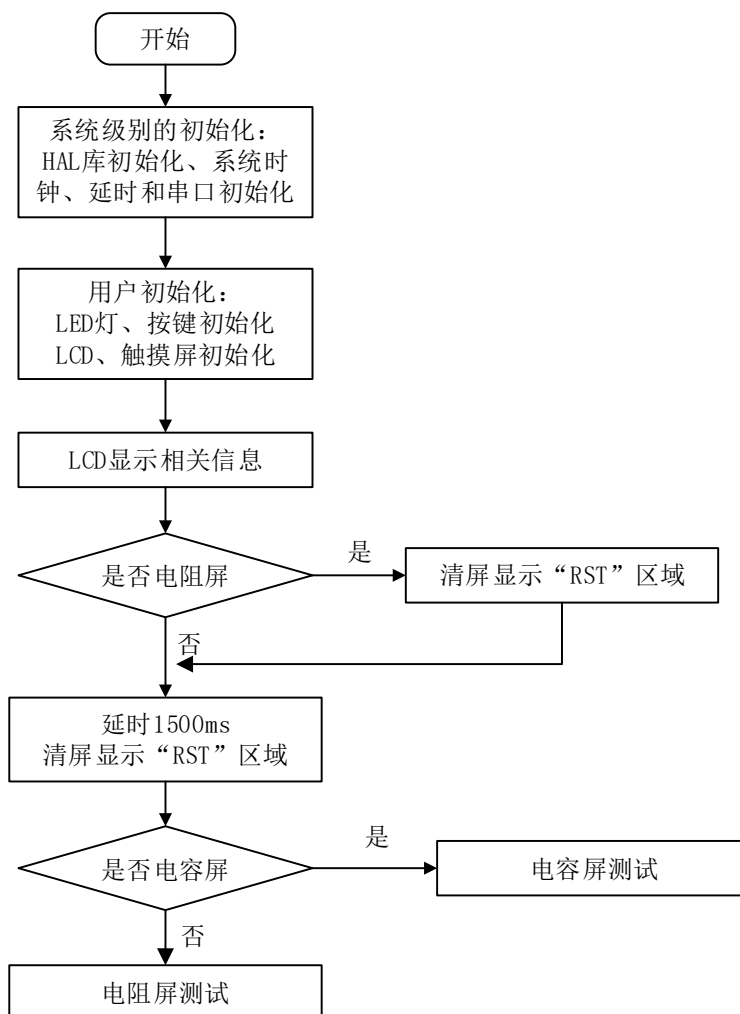 开始
系统级别的初始化：
HAL库初始化、系统时
钟、延时和串口初始化
用户初始化：
LED灯、按键初始化
LCD、触摸屏初始化
LCD显示相关信息
是否电阻屏
是
清屏显示“RST”区域
否
延时1500ms
清屏显示“RST”区域
是否电容屏
是
电容屏测试
否
电阻屏测试